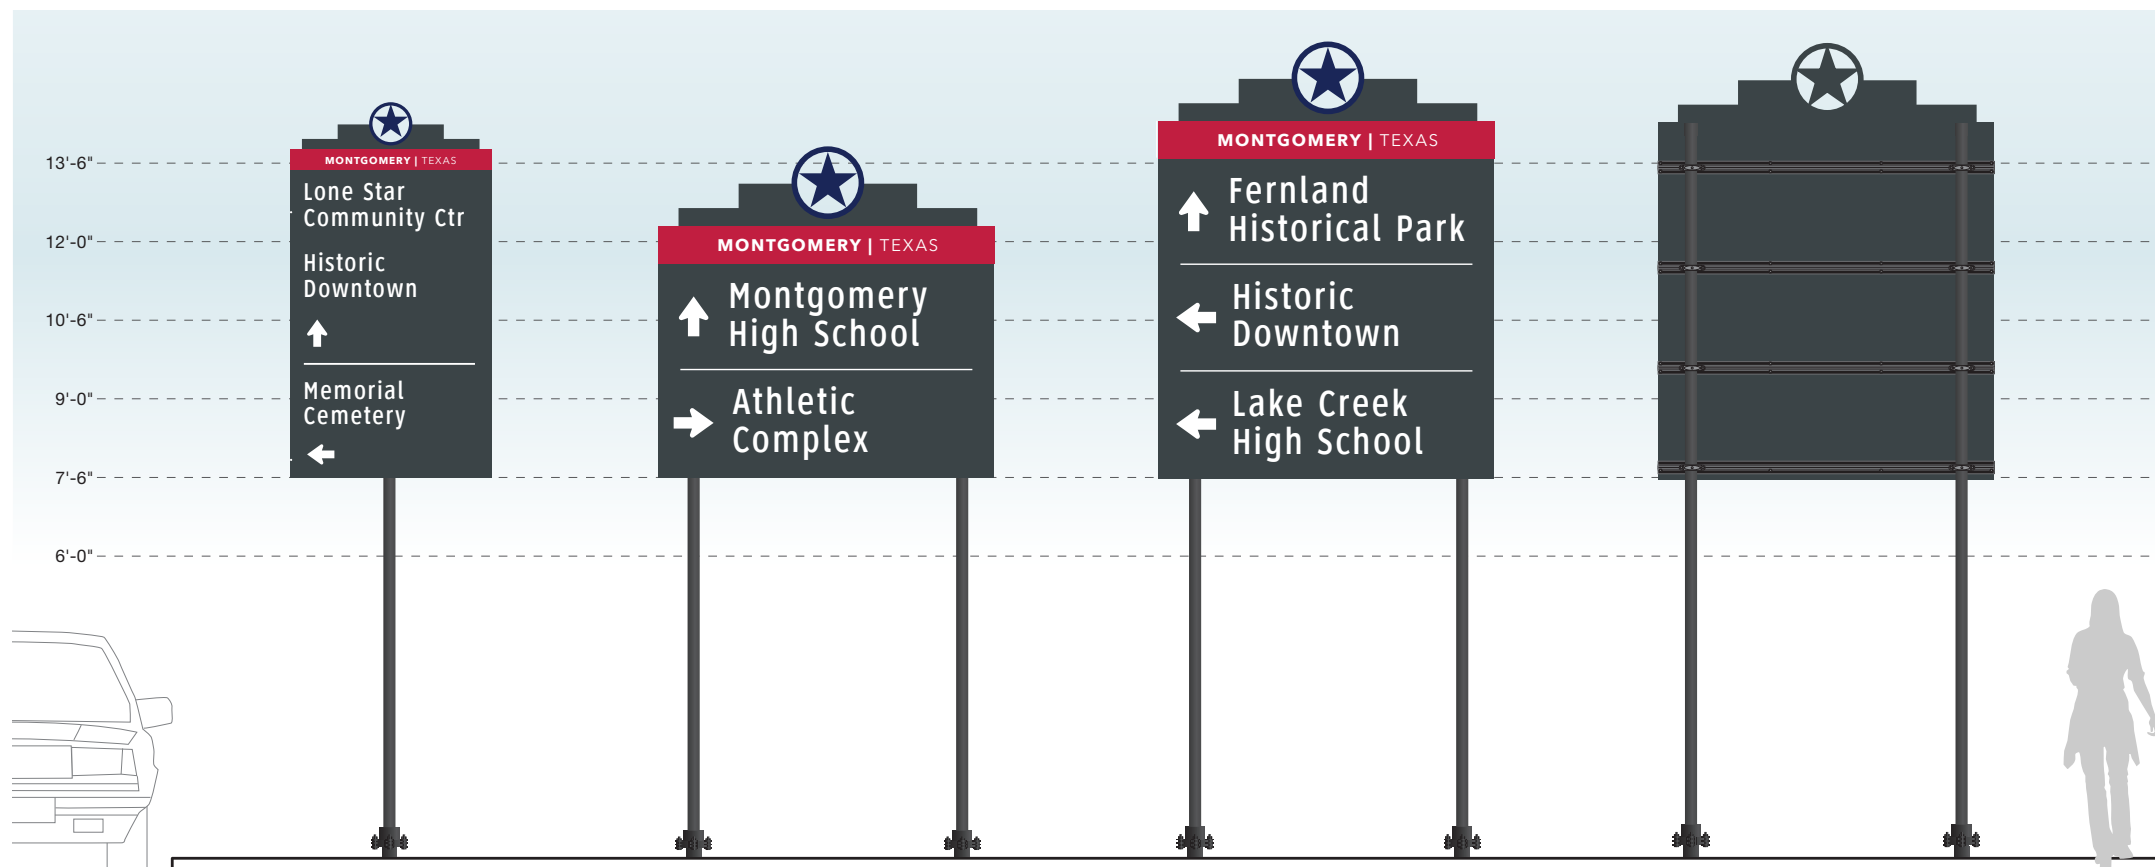 13'-6"
12'-0"
10'-6"
9'-0"
7'-6"
6'-0"
MONTGOMERY | TEXAS
Lone Star
Community Ctr
Historic
Downtown
Memorial
Cemetery
MONTGOMERY | TEXAS
Montgomery
High School
Athletic
Complex
MONTGOMERY | TEXAS
Fernland
Historical Park
Historic
Downtown
Lake Creek
High School